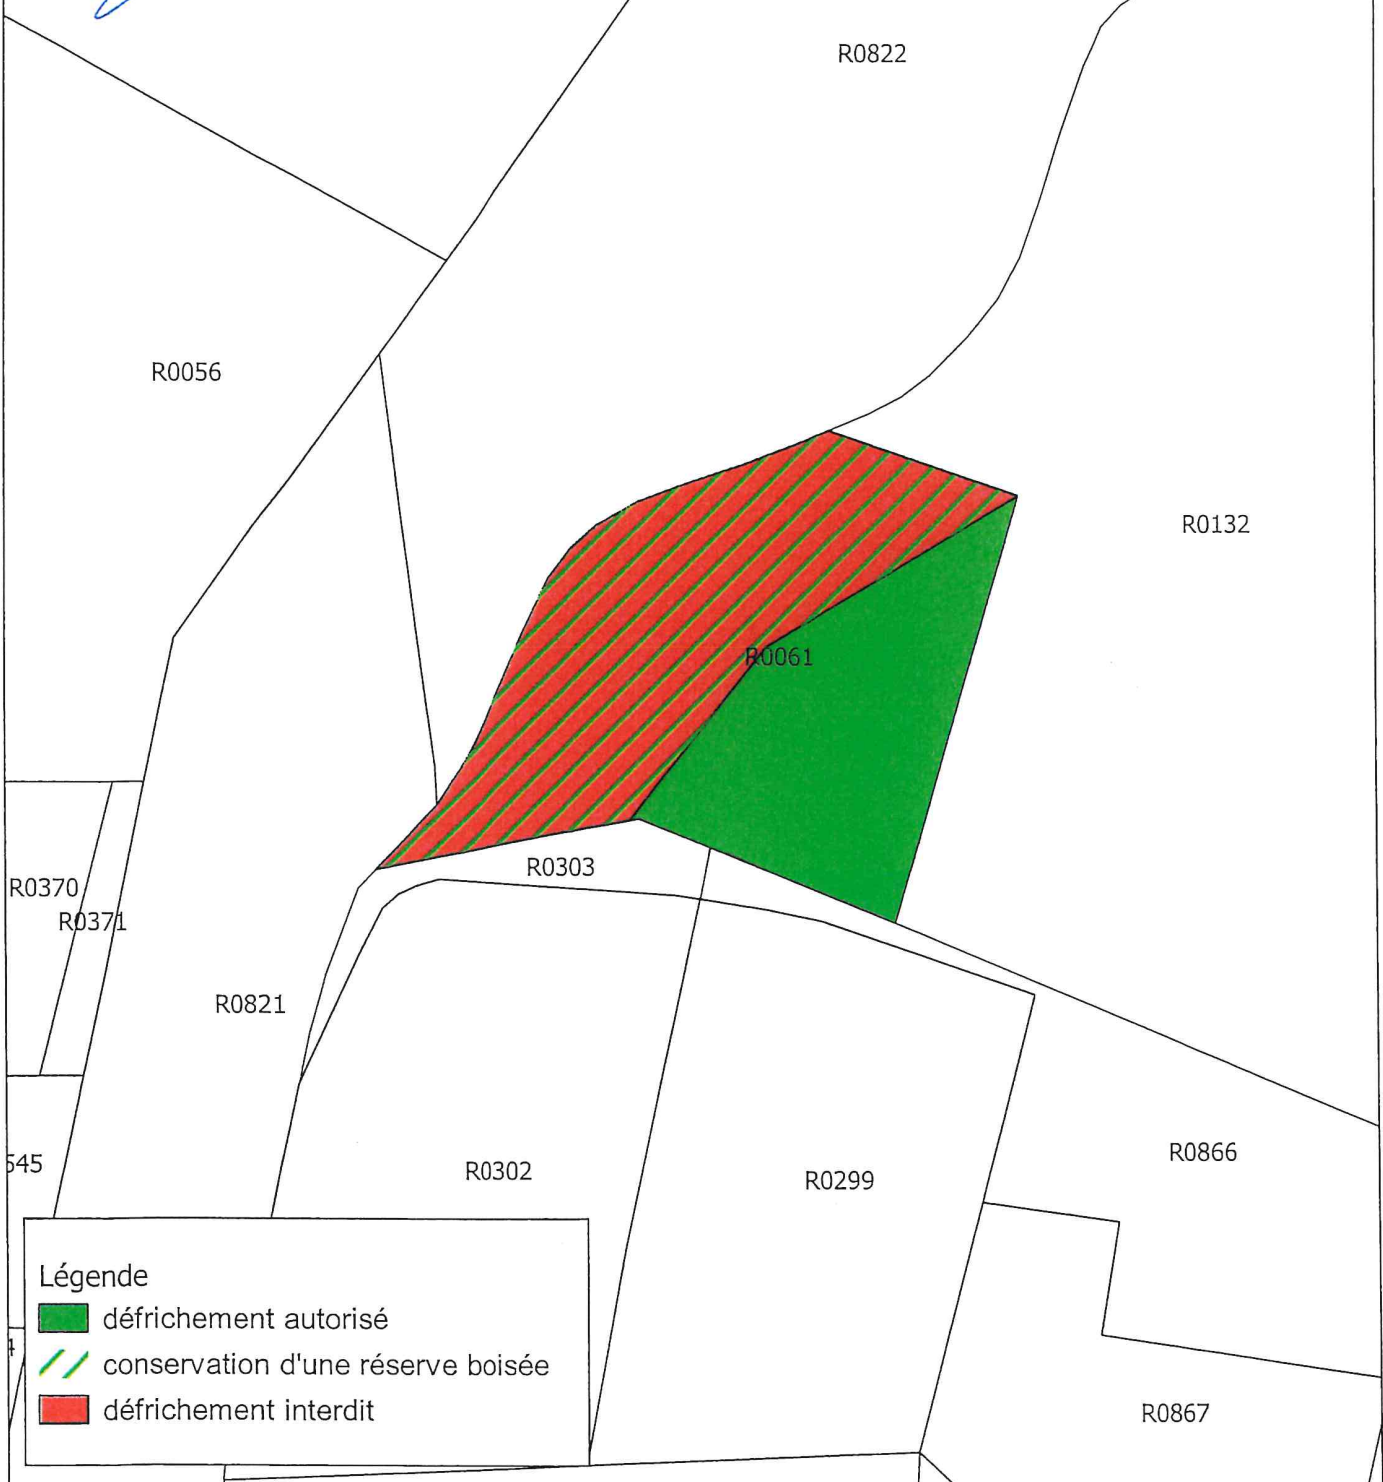 R0822
R0056
R0132
R0061
R0303
R0370
R0371
R0821
545
R0302
R0299
R0866
Légende
défrichement autorisé
conservation d'une réserve boisée
défrichement interdit
R0867